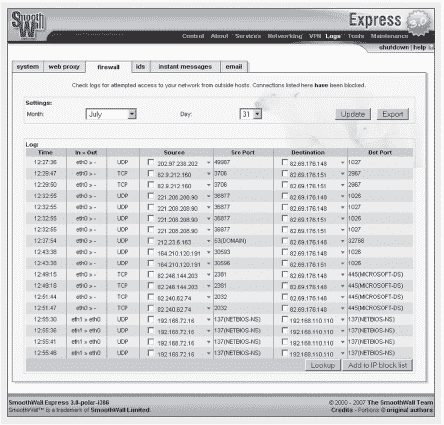 Smooth
Wall
Express
3.0
Control About Services Networking VPN Logs Tools Maintenance
shutdown | help
system web proxy firewall ids instant messages email
Check logs for attempted access to your network from outside hosts. Connections listed here have been blocked.
Settings:
Month: July Day: 31 Update Export
Log:
Time In » Out Source Src Port Destination Dst Port
12:27:36 eth0 » - UDP 202.97.238.202 49967 82.69.176.148 1027
12:29:47 eth0 » - TCP 82.9.212.160 3706 82.69.176.151 2967
12:29:50 eth0 » - TCP 82.9.212.160 3706 82.69.176.151 2967
12:32:55 eth0 » - UDP 221.208.208.90 36877 82.69.176.148 1026
12:32:55 eth0 » - UDP 221.208.208.90 36877 82.69.176.148 1027
12:32:55 eth0 » - UDP 221.208.208.90 36877 82.69.176.151 1026
12:32:55 eth0 » - UDP 221.208.208.90 36877 82.69.176.151 1027
12:37:54 eth0 » - UDP 212.23.6.163 53(DOMAIN) 82.69.176.148 32768
12:43:38 eth0 » - UDP 164.210.120.191 30593 82.69.176.148 1026
12:43:38 eth0 » - UDP 164.210.120.191 30596 82.69.176.151 1026
12:49:15 eth0 » - TCP 82.246.144.203 2381 82.69.176.151 445(MICROSOFT-DS)
12:49:18 eth0 » - TCP 82.246.144.203 2381 82.69.176.151 445(MICROSOFT-DS)
12:51:44 eth0 » - TCP 82.240.62.74 2032 82.69.176.151 445(MICROSOFT-DS)
12:51:47 eth0 » - TCP 82.240.62.74 2032 82.69.176.151 445(MICROSOFT-DS)
12:55:30 eth1 » eth0 UDP 192.168.72.16 137(NETBIOS-NS) 192.168.110.110 137(NETBIOS-NS)
12:55:36 eth1 » eth0 UDP 192.168.72.16 137(NETBIOS-NS) 192.168.110.110 137(NETBIOS-NS)
12:55:41 eth1 » eth0 UDP 192.168.72.16 137(NETBIOS-NS) 192.168.110.110 137(NETBIOS-NS)
12:55:46 eth1 » eth0 UDP 192.168.72.16 137(NETBIOS-NS) 192.168.110.110 137(NETBIOS-NS)
Lookup Add to IP block list
SmoothWall Express 3.0-polar-i386
SmoothWall™ is a trademark of SmoothWall Limited.
© 2000 - 2007 The SmoothWall Team
Credits - Portions © original authors